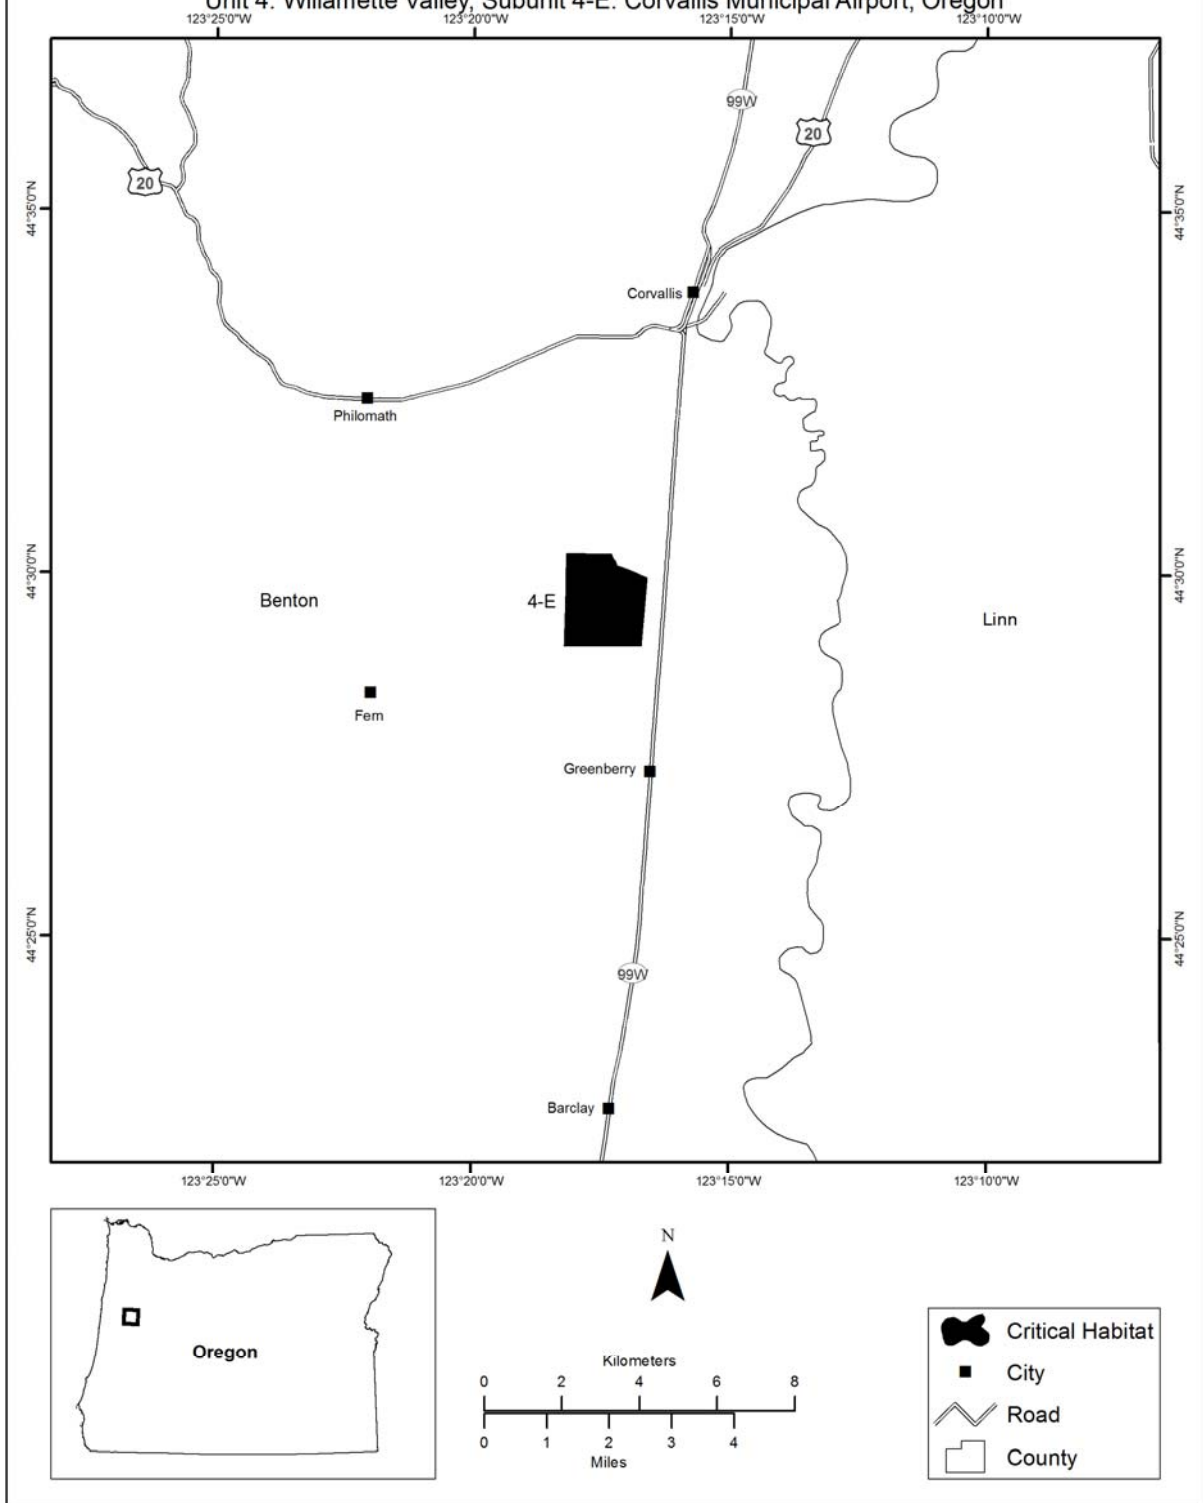 Unit 4: Willamette Valley, Subunit 4-E: Corvallis Municipal Airport, Oregon
123°25'0"W 123°20'0"W 123°15'0"W 123°10'0"W
99W
20
20
44°35'0"N 44°35'0"N
Corvallis
Philomath
44°30'0"N 44°30'0"N
Benton 4-E Linn
Fern
Greenberry
44°25'0"N 44°25'0"N
99W
Barclay
123°25'0"W 123°20'0"W 123°15'0"W 123°10'0"W
N
Oregon
Kilometers
0 2 4 6 8
0 1 2 3 4
Miles
Critical Habitat
City
Road
County